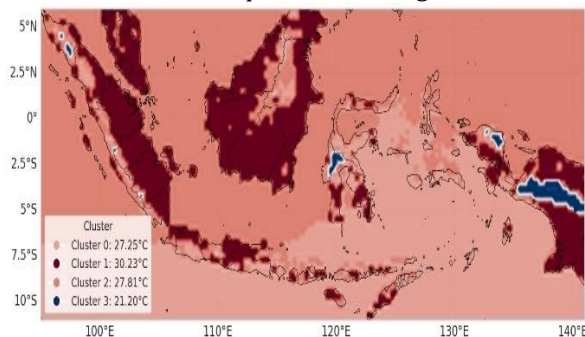 5°N
2.5°N
0°
2.5°S
5°S
7.5°S
10°S
Cluster
Cluster 0: 27.25°C
Cluster 1: 30.23°C
Cluster 2: 27.81°C
Cluster 3: 21.20°C
100°E 110°E 120°E 130°E 140°E